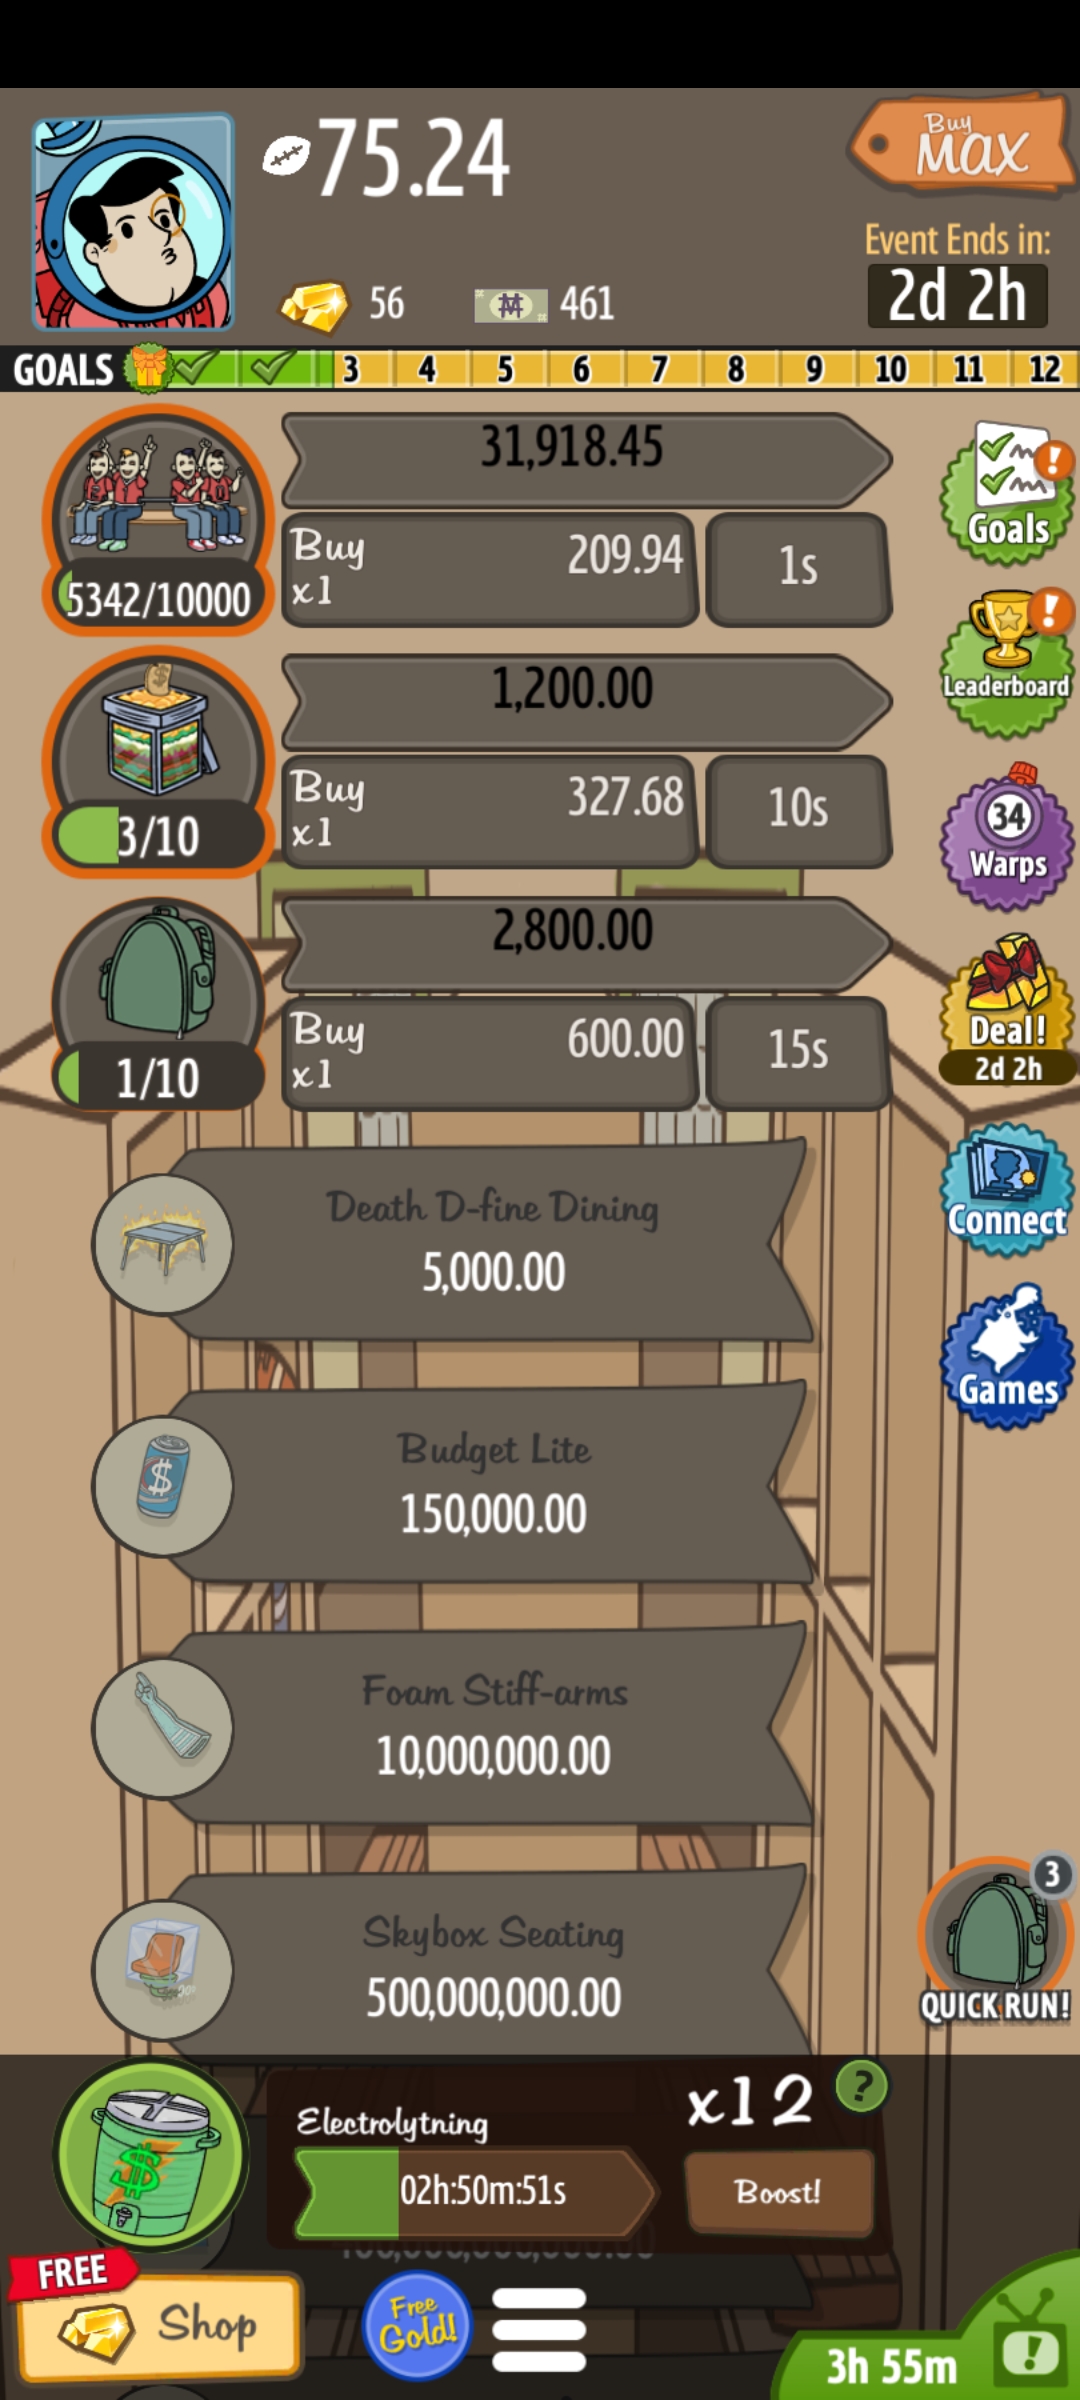 75.24
Buy
MAX
Event Ends in:
2d 2h
56
461
GOALS 3 4 5 6 7 8 9 10 11 12
31,918.45
Buy
x1
209.94
1s
5342/10000
Goals
1,200.00
Buy
x1
327.68
10s
3/10
Leaderboard
34
Warps
2,800.00
Buy
x1
600.00
15s
1/10
Deal!
2d 2h
Death D-fine Dining
5,000.00
Connect
Games
Budget Lite
150,000.00
Foam Stiff-arms
10,000,000.00
Skybox Seating
500,000,000.00
3
QUICK RUN!
Electrolytning
x12
?
02h:50m:51s
Boost!
FREE
Shop
Free
Gold!
3h 55m